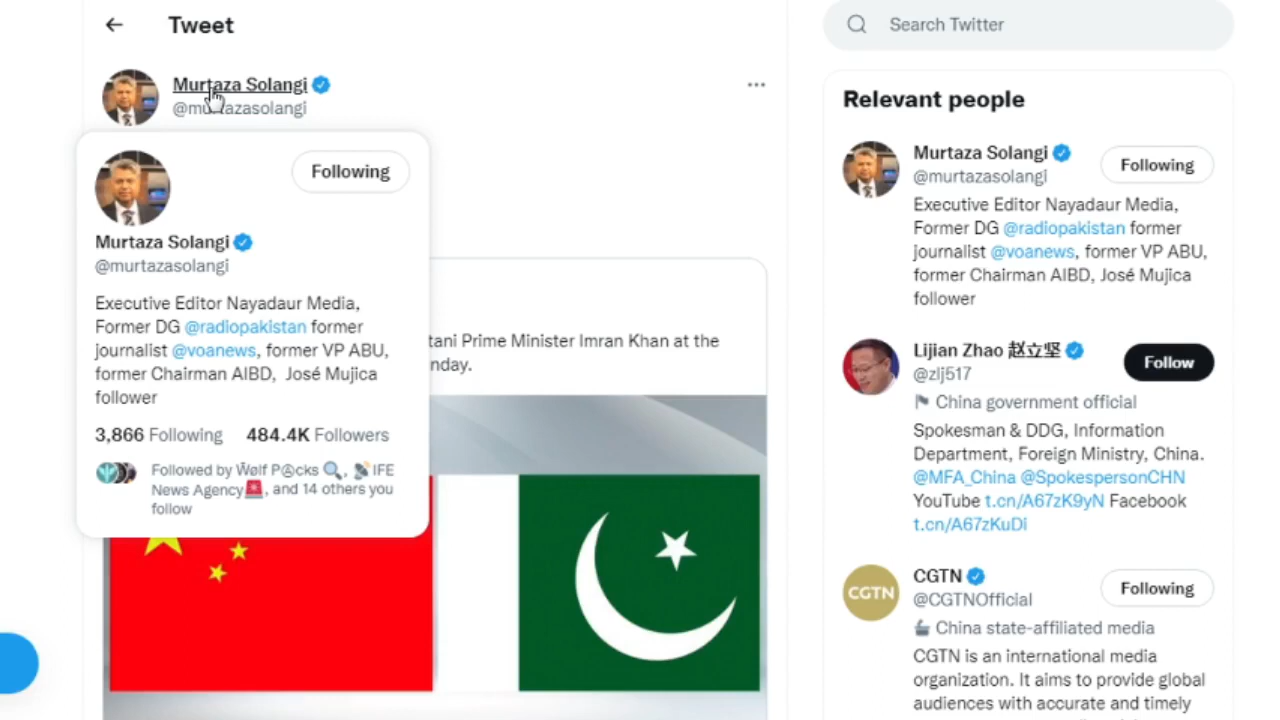 Tweet
Murtaza Solangi
@murtazasolangi
Following
Murtaza Solangi
@murtazasolangi
Executive Editor Nayadaur Media,
Former DG @radiopakistan former
journalist @voanews, former VP ABU,
former Chairman AIBD, José Mujica
follower
3,866 Following 484.4K Followers
Followed by W̃ølf PⒶcks 🔍, 📡IFE
News Agency🚨, and 14 others you
follow
tani Prime Minister Imran Khan at the
nday.
Search Twitter
Relevant people
Murtaza Solangi
@murtazasolangi
Following
Executive Editor Nayadaur Media,
Former DG @radiopakistan former
journalist @voanews, former VP ABU,
former Chairman AIBD, José Mujica
follower
Lijian Zhao 赵立坚
@zlj517
Follow
China government official
Spokesman & DDG, Information
Department, Foreign Ministry, China.
@MFA_China @SpokespersonCHN
YouTube t.cn/A67zK9yN Facebook
t.cn/A67zKuDi
CGTN
CGTN
@CGTNOfficial
Following
China state-affiliated media
CGTN is an international media
organization. It aims to provide global
audiences with accurate and timely